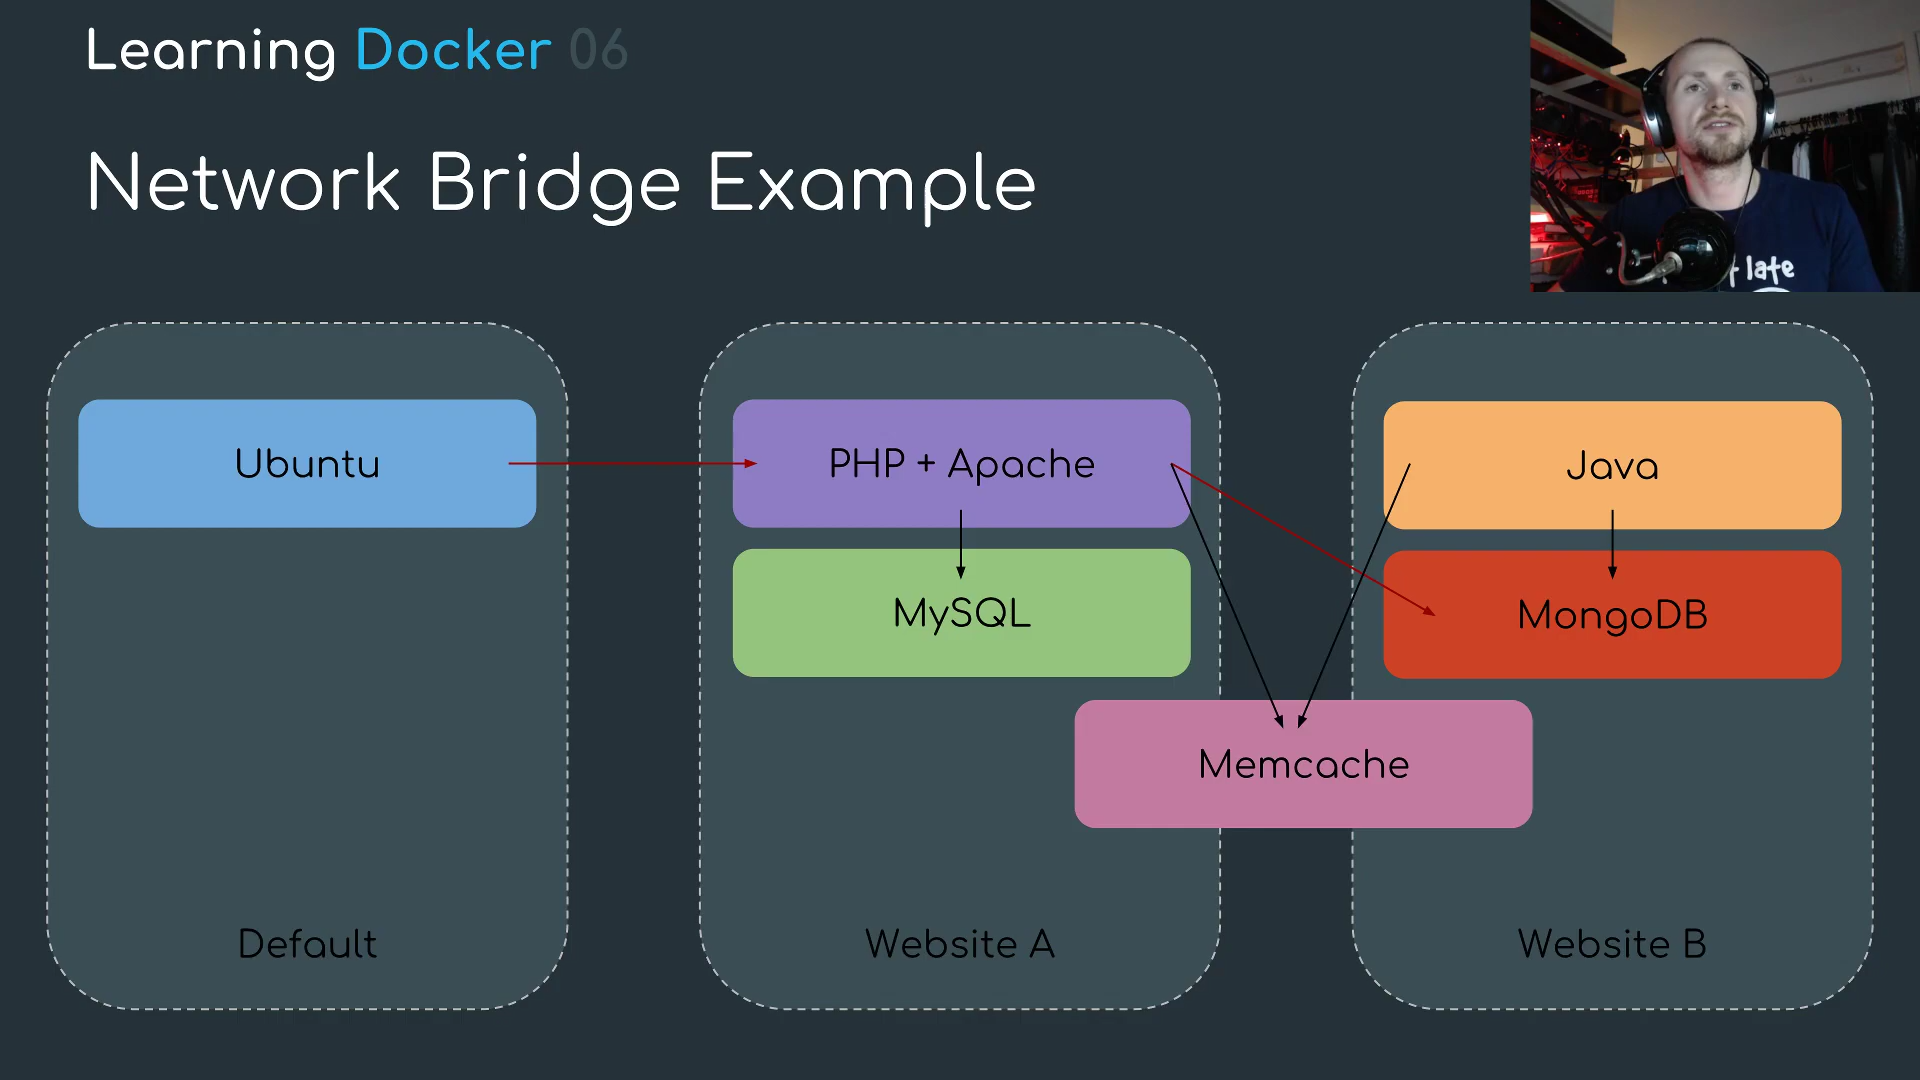 Learning Docker 06
Network Bridge Example
late
Ubuntu
PHP + Apache
Java
MySQL
MongoDB
Memcache
Default
Website A
Website B